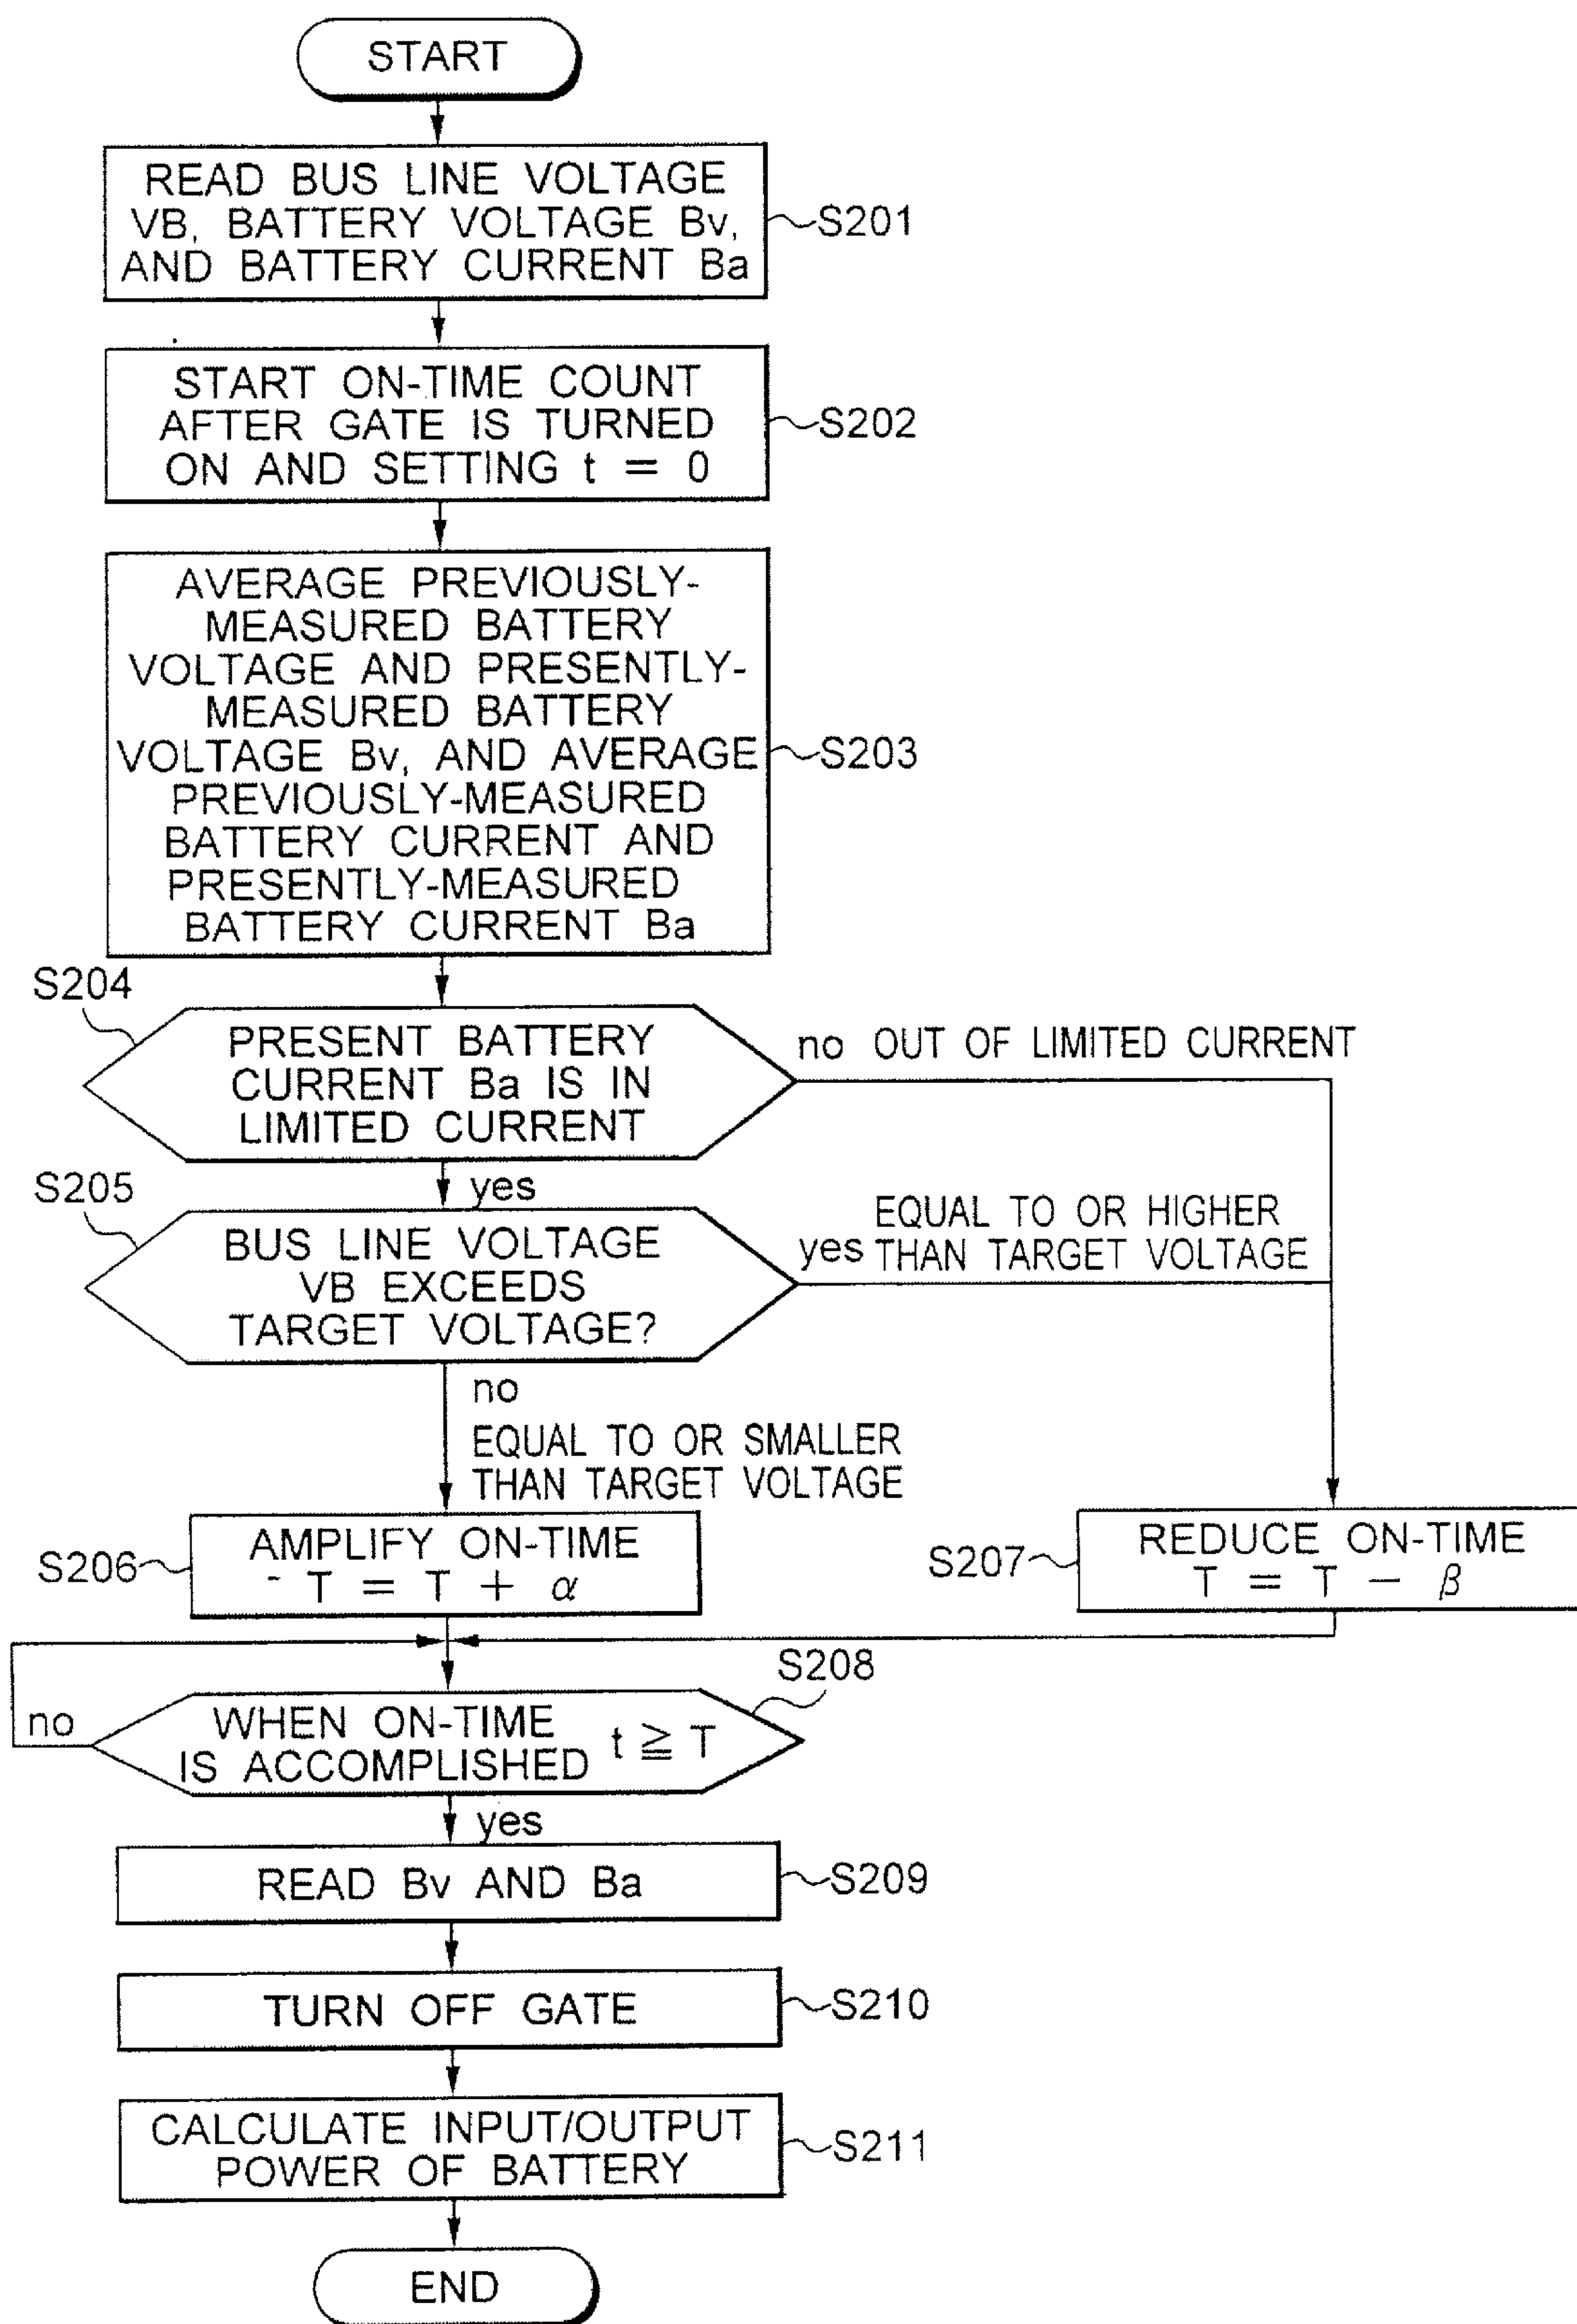 START
READ BUS LINE VOLTAGE
VB, BATTERY VOLTAGE Bv,
AND BATTERY CURRENT Ba
S201
START ON-TIME COUNT
AFTER GATE IS TURNED
ON AND SETTING t = 0
S202
AVERAGE PREVIOUSLY-
MEASURED BATTERY
VOLTAGE AND PRESENTLY-
MEASURED BATTERY
VOLTAGE Bv, AND AVERAGE
PREVIOUSLY-MEASURED
BATTERY CURRENT AND
PRESENTLY-MEASURED
BATTERY CURRENT Ba
S203
S204
PRESENT BATTERY
CURRENT Ba IS IN
LIMITED CURRENT
no OUT OF LIMITED CURRENT
yes
S205
BUS LINE VOLTAGE
VB EXCEEDS
TARGET VOLTAGE?
EQUAL TO OR HIGHER
yes THAN TARGET VOLTAGE
no
EQUAL TO OR SMALLER
THAN TARGET VOLTAGE
S206
AMPLIFY ON-TIME
T = T + α
S207
REDUCE ON-TIME
T = T − β
S208
WHEN ON-TIME
IS ACCOMPLISHED t ≧ T
no
yes
READ Bv AND Ba
S209
TURN OFF GATE
S210
CALCULATE INPUT/OUTPUT
POWER OF BATTERY
S211
END